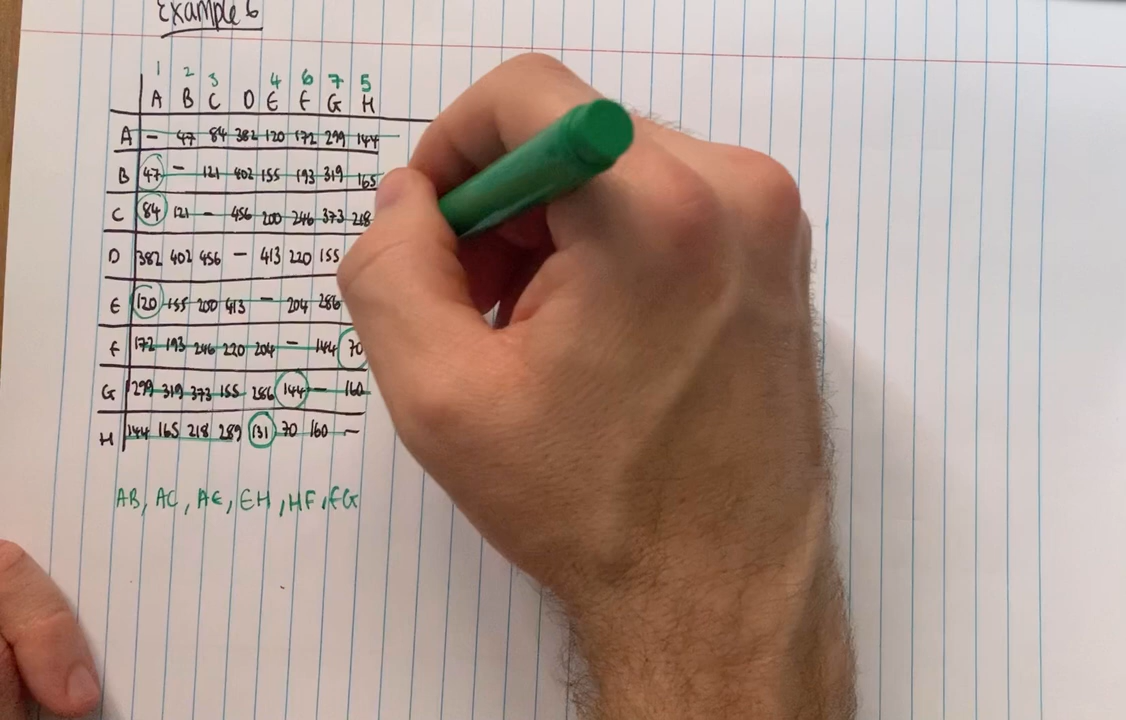 Example 6
1 2 3 4 6 7 5
A B C D E F G H
A - 47 84 382 120 172 299 144
B 47 - 121 402 155 193 319 165
C 84 121 - 456 200 246 373 218
D 382 402 456 - 413 220 155
E 120 155 200 413 - 204 286
F 172 193 246 220 204 - 144 70
G 299 319 373 155 286 144 - 160
H 144 165 218 289 131 70 160 -
AB, AC, AE, EH, HF, FG